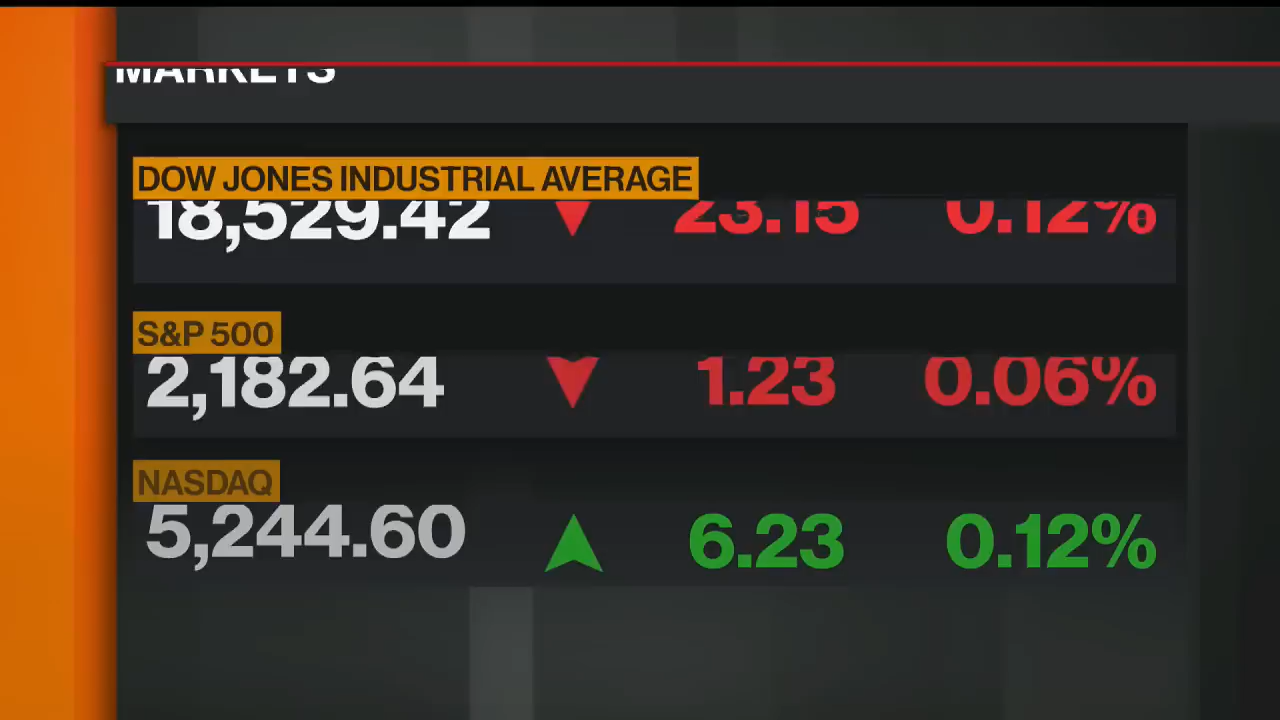 MARKETS
DOW JONES INDUSTRIAL AVERAGE
18,529.42 ▼ 23.15 0.12%
S&P 500
2,182.64 ▼ 1.23 0.06%
NASDAQ
5,244.60 ▲ 6.23 0.12%